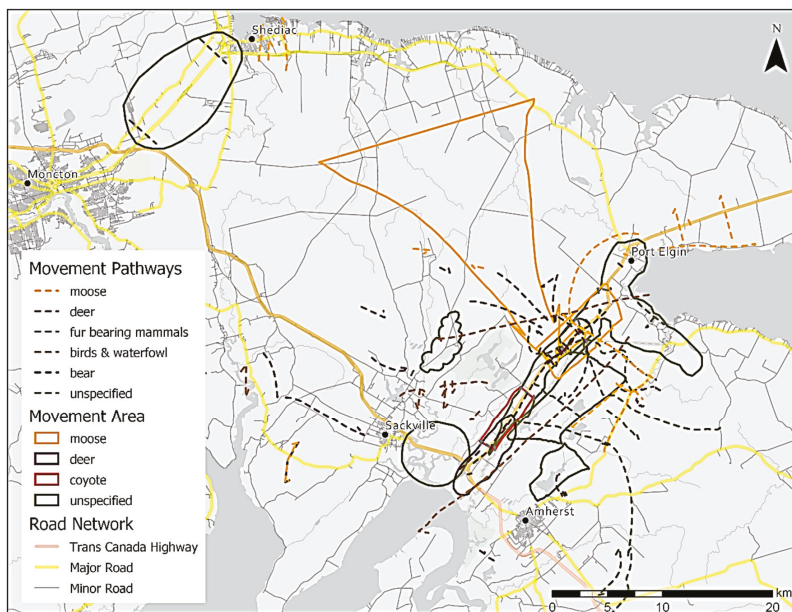 Shediac
N
Moncton
Port Elgin
Movement Pathways
moose
deer
fur bearing mammals
birds & waterfowl
bear
unspecified
Movement Area
moose
deer
coyote
unspecified
Sackville
Road Network
Amherst
Trans Canada Highway
Major Road
Minor Road
km
0 5 10 20